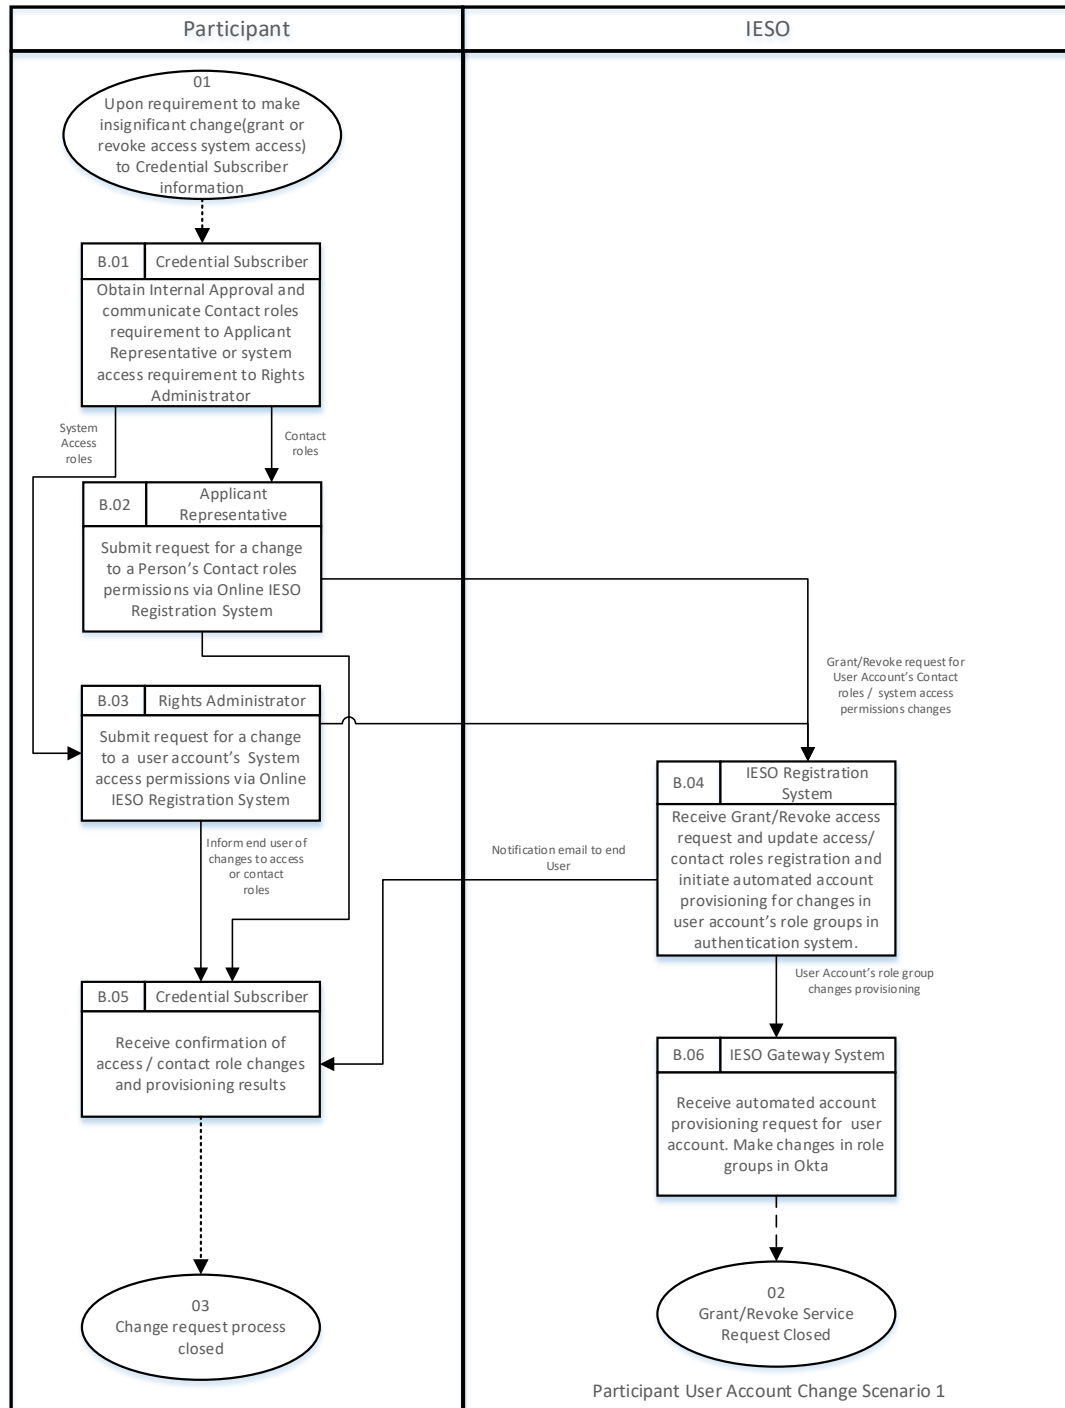 Participant
IESO
01
Upon requirement to make
insignificant change(grant or
revoke access system access)
to Credential Subscriber
information
B.01
Credential Subscriber
Obtain Internal Approval and
communicate Contact roles
requirement to Applicant
Representative or system
access requirement to Rights
Administrator
System
Access
roles
Contact
roles
B.02
Applicant
Representative
Submit request for a change
to a Person's Contact roles
permissions via Online IESO
Registration System
Grant/Revoke request for
User Account's Contact
roles / system access
permissions changes
B.03
Rights Administrator
Submit request for a change
to a user account's System
access permissions via Online
IESO Registration System
B.04
IESO Registration
System
Receive Grant/Revoke access
request and update access/
contact roles registration and
initiate automated account
provisioning for changes in
user account's role groups in
authentication system.
Inform end user of
changes to access
or contact
roles
Notification email to end
User
User Account's role group
changes provisioning
B.05
Credential Subscriber
Receive confirmation of
access / contact role changes
and provisioning results
B.06
IESO Gateway System
Receive automated account
provisioning request for user
account. Make changes in role
groups in Okta
03
Change request process
closed
02
Grant/Revoke Service
Request Closed
Participant User Account Change Scenario 1